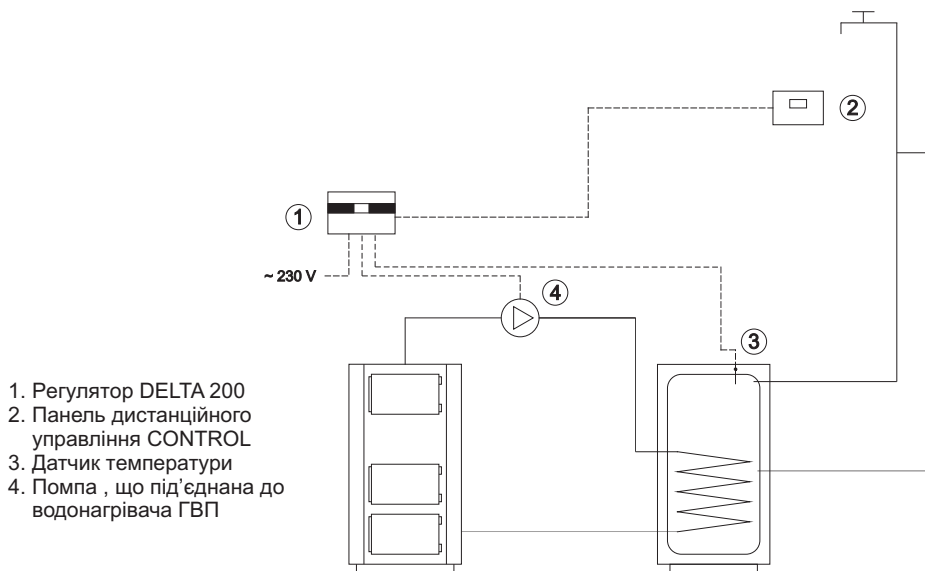 2
1
~ 230 V
4
3
1. Регулятор DELTA 200
2. Панель дистанційного
управління CONTROL
3. Датчик температури
4. Помпа , що під’єднана до
водонагрівача ГВП